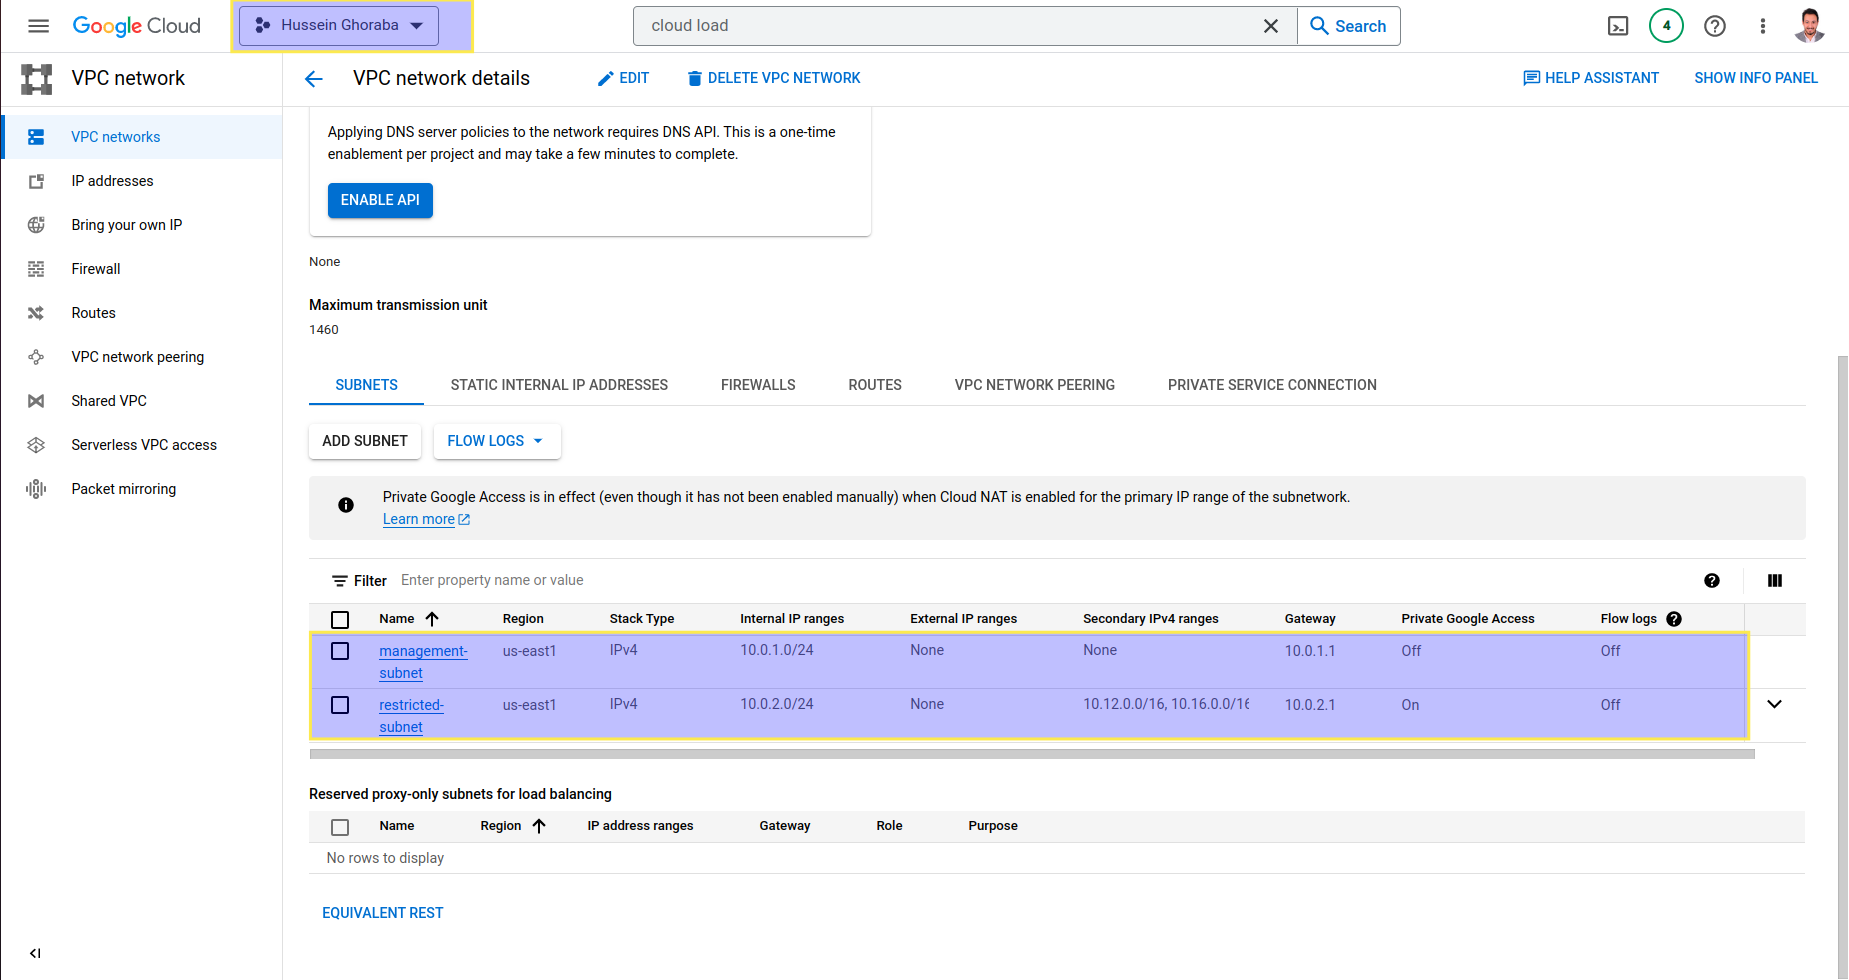 Google Cloud
Hussein Ghoraba
cloud load
Search
4
VPC network
VPC network details
EDIT
DELETE VPC NETWORK
HELP ASSISTANT
SHOW INFO PANEL
VPC networks
IP addresses
Bring your own IP
Firewall
Routes
VPC network peering
Shared VPC
Serverless VPC access
Packet mirroring
Applying DNS server policies to the network requires DNS API. This is a one-time
enablement per project and may take a few minutes to complete.
ENABLE API
None
Maximum transmission unit
1460
SUBNETS STATIC INTERNAL IP ADDRESSES FIREWALLS ROUTES VPC NETWORK PEERING PRIVATE SERVICE CONNECTION
ADD SUBNET FLOW LOGS
Private Google Access is in effect (even though it has not been enabled manually) when Cloud NAT is enabled for the primary IP range of the subnetwork.
Learn more
Filter Enter property name or value
Name Region Stack Type Internal IP ranges External IP ranges Secondary IPv4 ranges Gateway Private Google Access Flow logs
management-subnet us-east1 IPv4 10.0.1.0/24 None None 10.0.1.1 Off Off
restricted-subnet us-east1 IPv4 10.0.2.0/24 None 10.12.0.0/16, 10.16.0.0/16 10.0.2.1 On Off
Reserved proxy-only subnets for load balancing
Name Region IP address ranges Gateway Role Purpose
No rows to display
EQUIVALENT REST